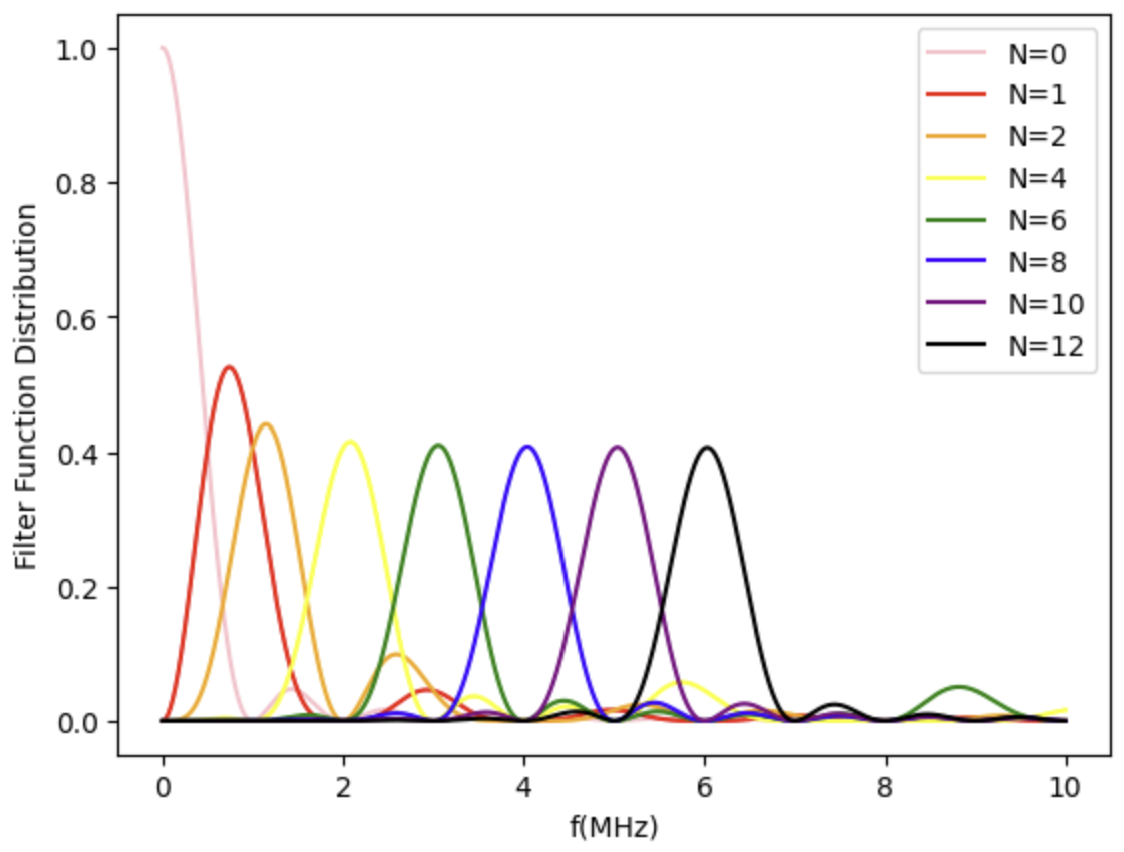 1.0
0.8
0.6
0.4
0.2
0.0
Filter Function Distribution
N=0
N=1
N=2
N=4
N=6
N=8
N=10
N=12
0 2 4 6 8 10
f(MHz)